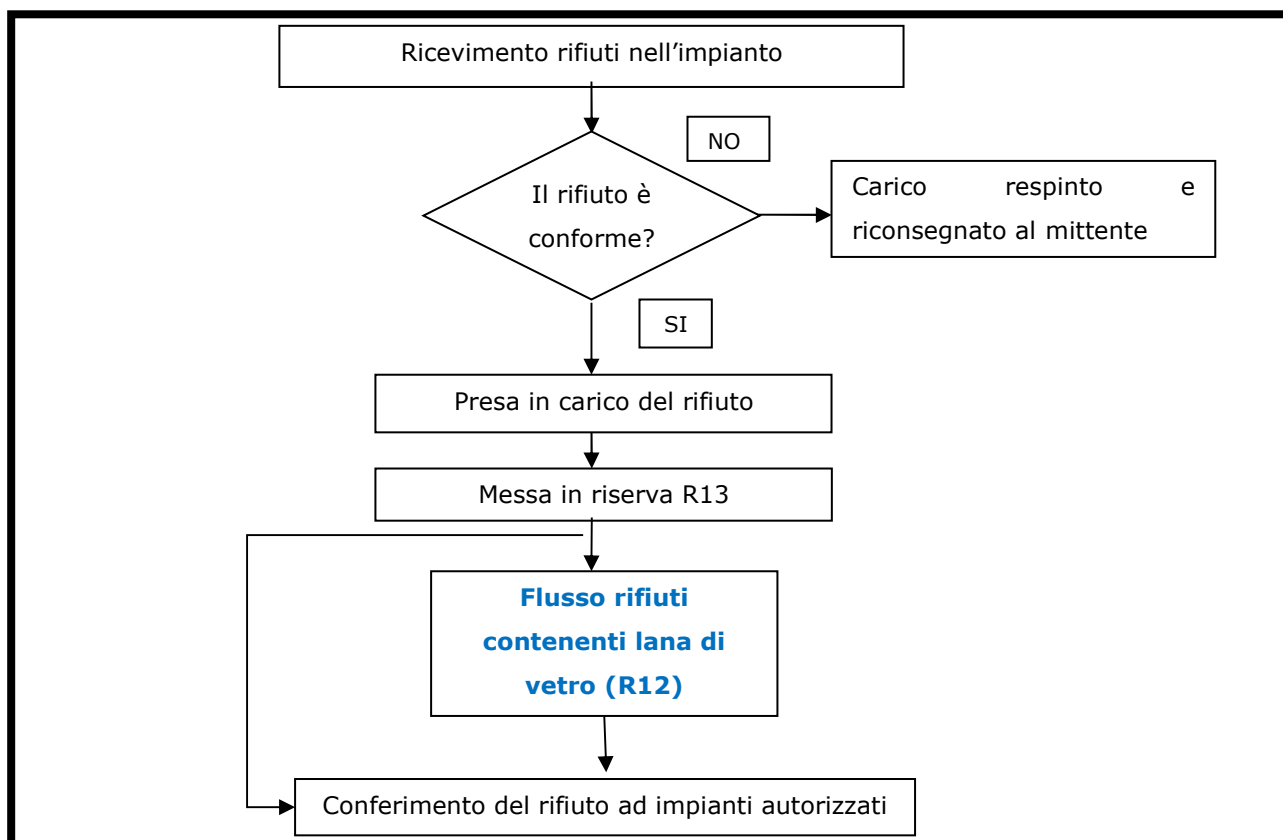 Ricevimento rifiuti nell’impianto
NO
Il rifiuto è
conforme?
Carico respinto e
riconsegnato al mittente
SI
Presa in carico del rifiuto
Messa in riserva R13
Flusso rifiuti
contenenti lana di
vetro (R12)
Conferimento del rifiuto ad impianti autorizzati